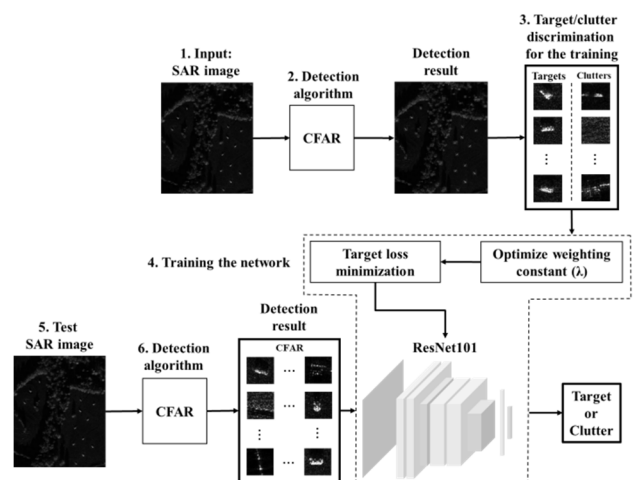 3. Target/clutter
discrimination
for the training
1. Input:
SAR image
2. Detection
algorithm
Detection
result
Targets
Clutters
CFAR
⋮
⋮
4. Training the network
Target loss
minimization
Optimize weighting
constant (λ)
5. Test
SAR image
6. Detection
algorithm
Detection
result
CFAR
ResNet101
CFAR
...
...
⋮
⋮
...
Target
or
Clutter